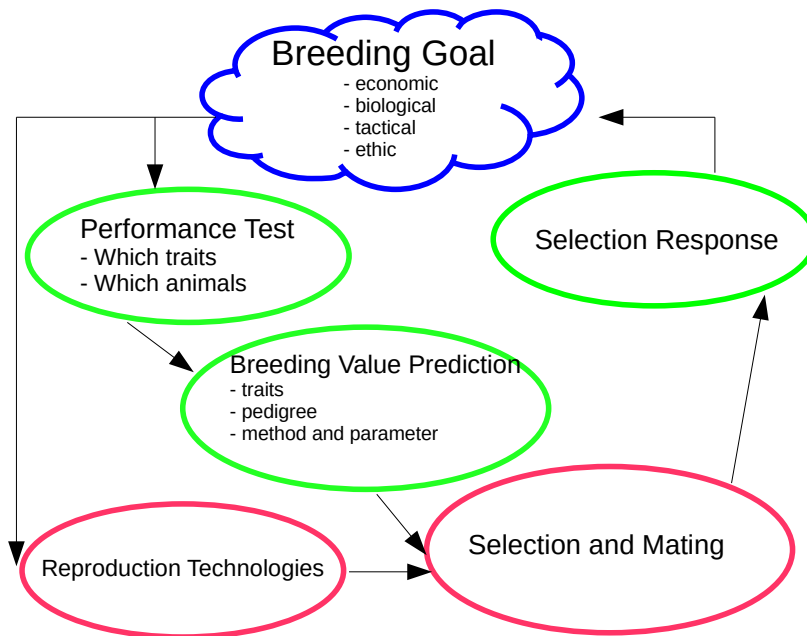 Breeding Goal
- economic
- biological
- tactical
- ethic
Performance Test
- Which traits
- Which animals
Selection Response
Breeding Value Prediction
- traits
- pedigree
- method and parameter
Selection and Mating
Reproduction Technologies